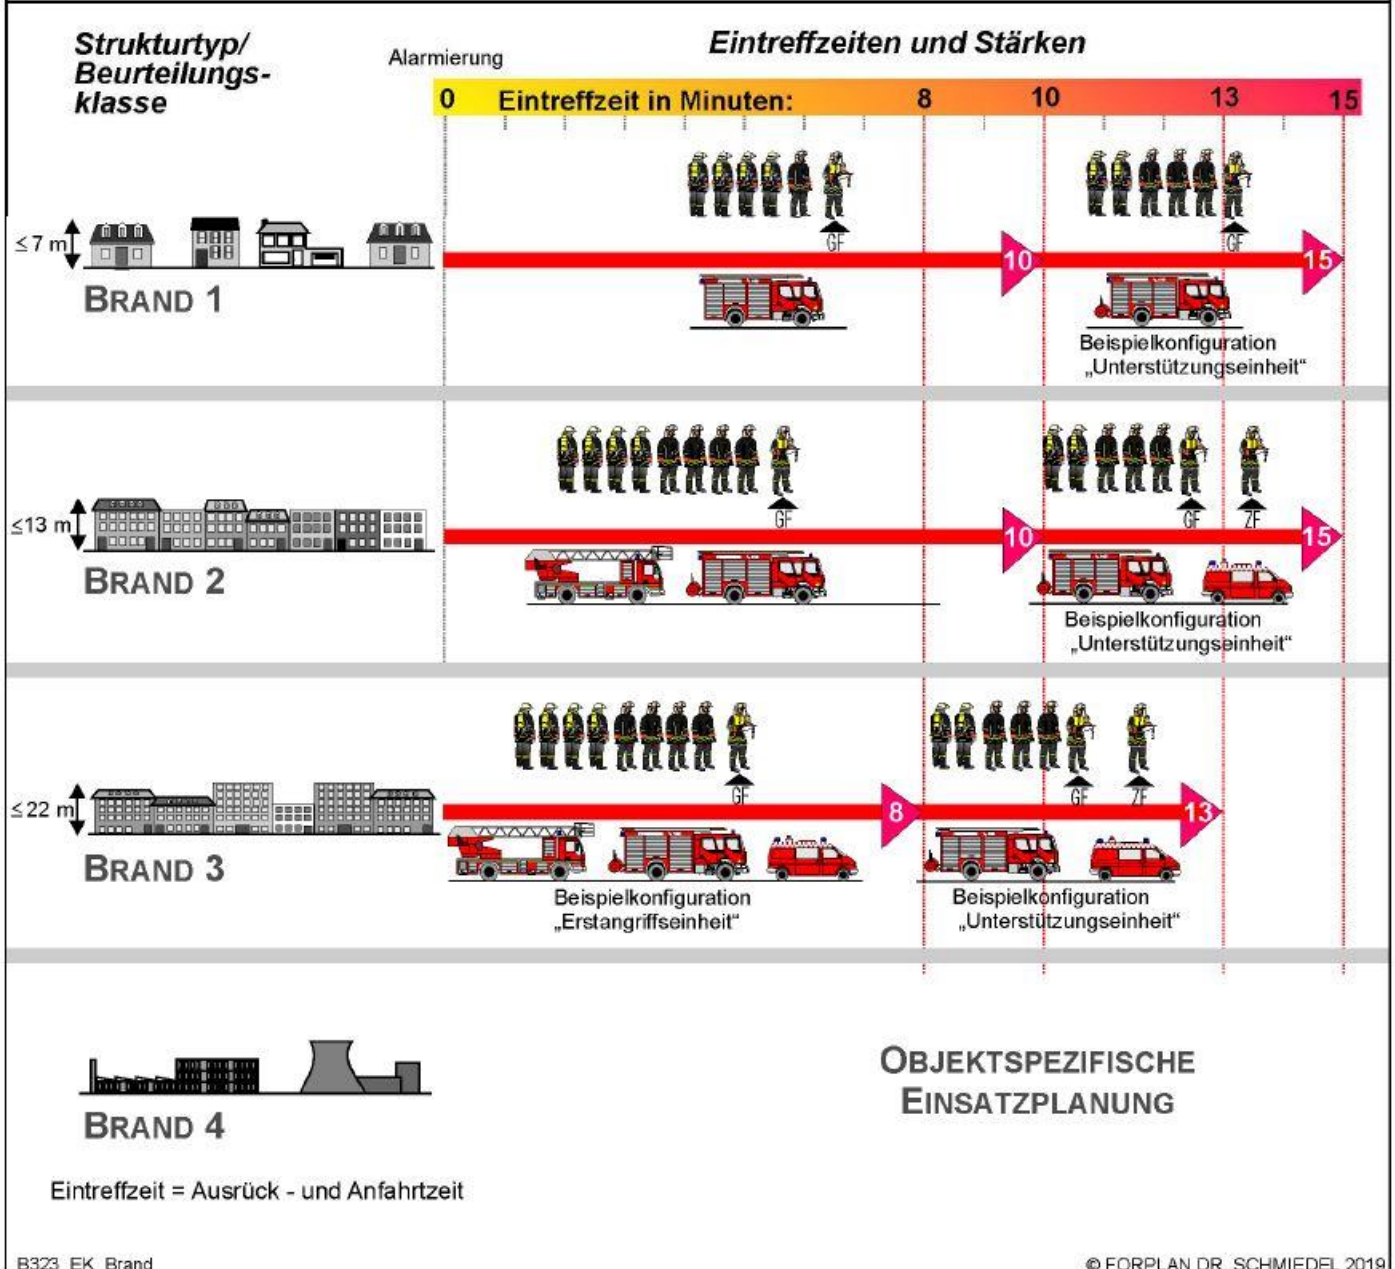 Strukturtyp/
Beurteilungs-
klasse
Alarmierung
Eintreffzeiten und Stärken
0 Eintreffzeit in Minuten: 8 10 13 15
≤ 7 m
GF
GF
10
15
BRAND 1
Beispielkonfiguration
„Unterstützungseinheit“
≤13 m
GF
GF
ZF
10
15
BRAND 2
Beispielkonfiguration
„Unterstützungseinheit“
≤ 22 m
GF
GF
ZF
8
13
BRAND 3
Beispielkonfiguration
„Erstangriffseinheit“
Beispielkonfiguration
„Unterstützungseinheit“
OBJEKTSPEZIFISCHE
EINSATZPLANUNG
BRAND 4
Eintreffzeit = Ausrück - und Anfahrtzeit
B323_EK_Brand
© FORPLAN DR. SCHMIEDEL 2019